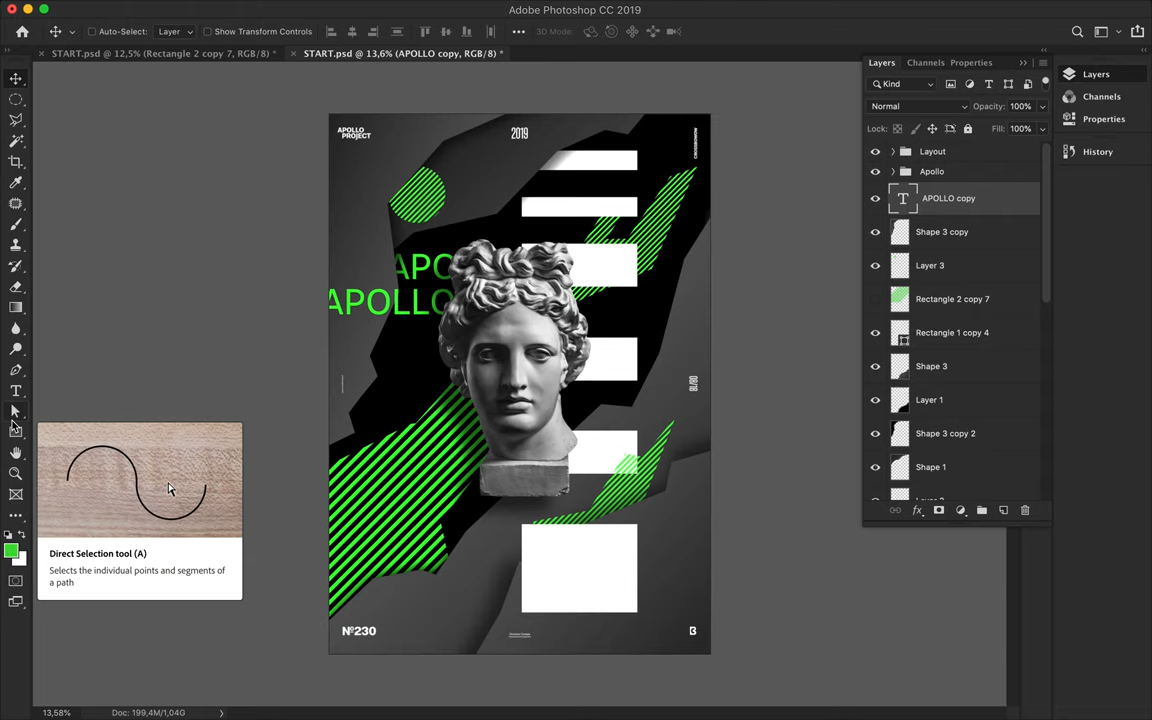 Adobe Photoshop CC 2019
Auto-Select:
Layer
Show Transform Controls
3D Mode:
START.psd @ 12,5% (Rectangle 2 copy 7, RGB/8) *
START.psd @ 13,6% (APOLLO copy, RGB/8) *
Layers
Channels
Properties
Kind
Normal
Opacity: 100%
Lock:
Fill: 100%
Layout
Apollo
APOLLO copy
Shape 3 copy
Layer 3
Rectangle 2 copy 7
Rectangle 1 copy 4
Shape 3
Layer 1
Shape 3 copy 2
Shape 1
fx
Layers
Channels
Properties
History
APOLLO
PROJECT
2019
APO
APOLLO
08/18
Nº230
Direct Selection tool (A)
Selects the individual points and segments of
a path
13,58%
Doc: 199,4M/1,04G